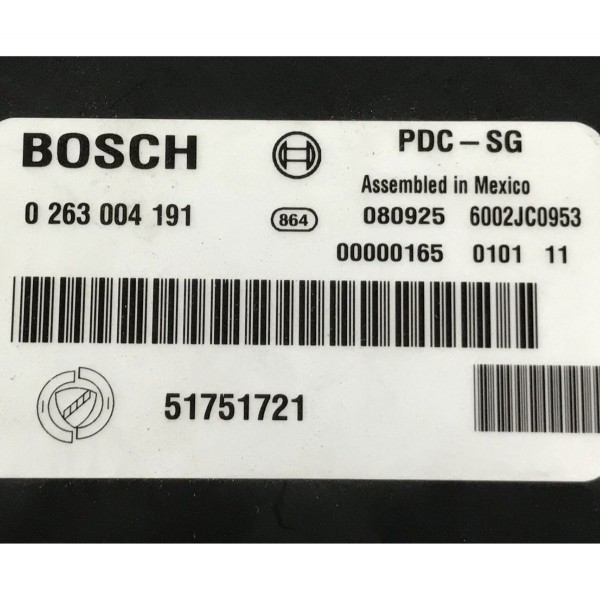 BOSCH
PDC-SG
Assembled in Mexico
0 263 004 191
864
080925 6002JC0953
00000165 0101 11
51751721